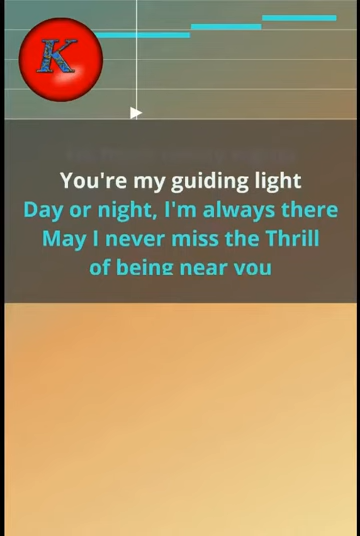 K
You're my guiding light
Day or night, I'm always there
May I never miss the Thrill
of being near you